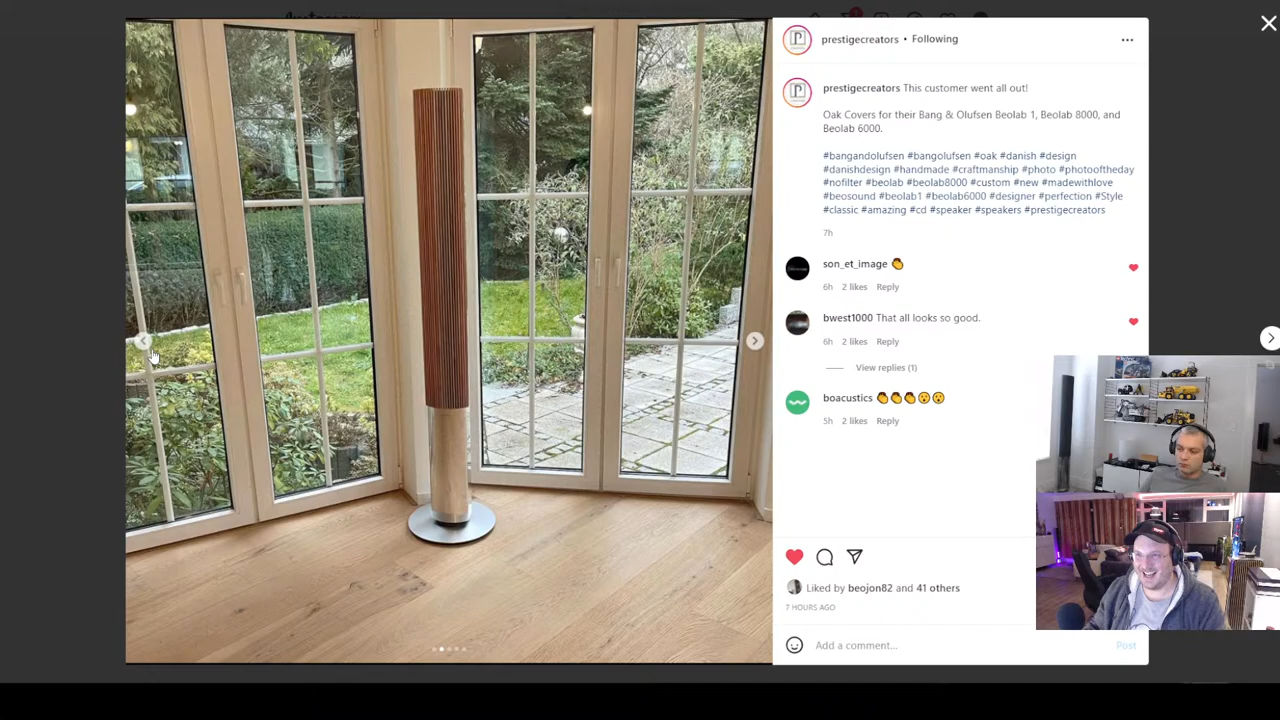 prestigecreators • Following
prestigecreators This customer went all out!
Oak Covers for their Bang & Olufsen Beolab 1, Beolab 8000, and
Beolab 6000.
#bangandolufsen #bangolufsen #oak #danish #design
#danishdesign #handmade #craftmanship #photo #photooftheday
#nofilter #beolab #beolab8000 #custom #new #madewithlove
#beosound #beolab1 #beolab6000 #designer #perfection #Style
#classic #amazing #cd #speaker #speakers #prestigecreators
7h
son_et_image 👏
6h 2 likes Reply
bwest1000 That all looks so good.
6h 2 likes Reply
View replies (1)
boacustics 👏👏👏😮😮
5h 2 likes Reply
Liked by beojon82 and 41 others
7 HOURS AGO
Add a comment...
Post